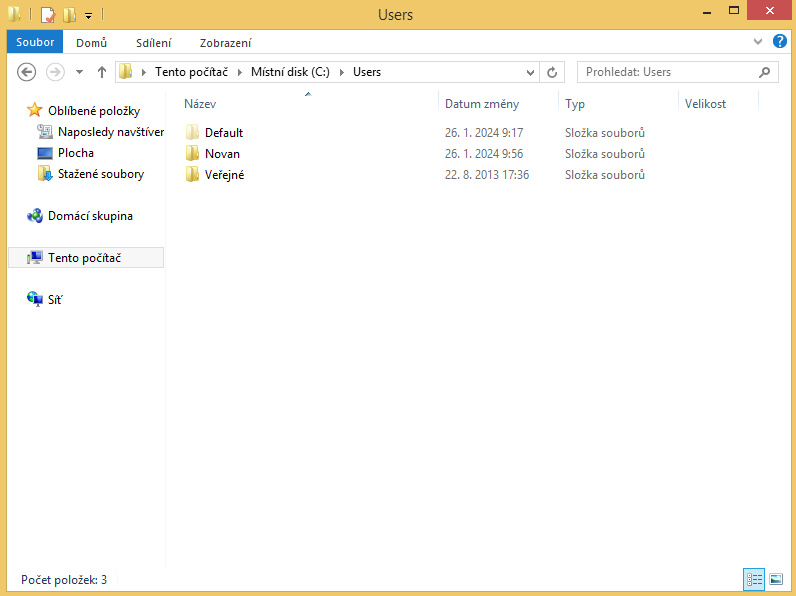 Users
Soubor Domů Sdílení Zobrazení
Tento počítač Místní disk (C:) Users Prohledat: Users
Název Datum změny Typ Velikost
Oblíbené položky
Naposledy navštíver
Plocha
Stažené soubory
Domácí skupina
Tento počítač
Síť
Default 26. 1. 2024 9:17 Složka souborů
Novan 26. 1. 2024 9:56 Složka souborů
Veřejné 22. 8. 2013 17:36 Složka souborů
Počet položek: 3